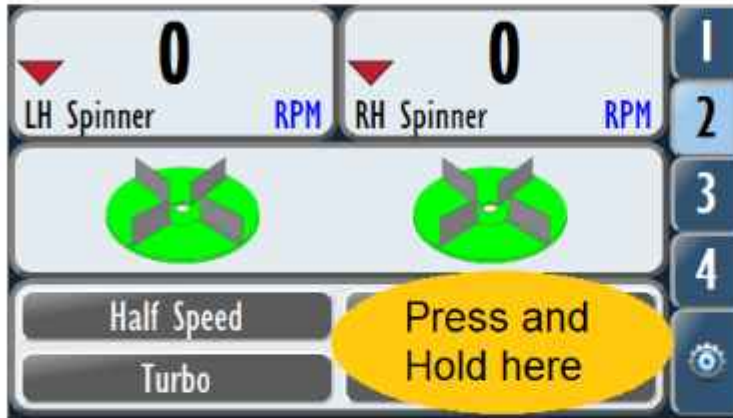 0
LH Spinner RPM
0
RH Spinner RPM
1
2
3
4
Half Speed
Turbo
Press and
Hold here